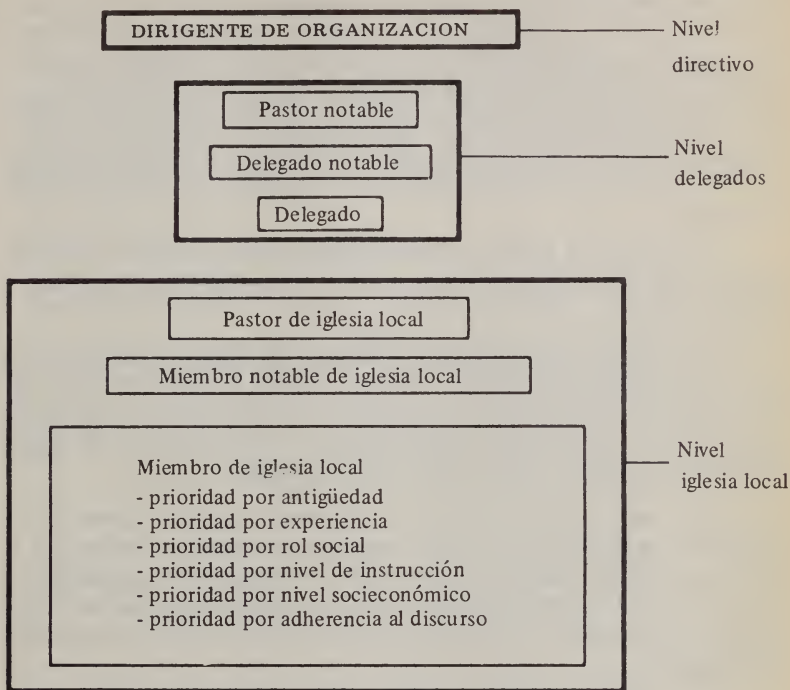 DIRIGENTE DE ORGANIZACION
Nivel
directivo
Pastor notable
Delegado notable
Delegado
Nivel
delegados
Pastor de iglesia local
Miembro notable de iglesia local
Miembro de iglesia local
- prioridad por antigüedad
- prioridad por experiencia
- prioridad por rol social
- prioridad por nivel de instrucción
- prioridad por nivel socioeconómico
- prioridad por adherencia al discurso
Nivel
iglesia local